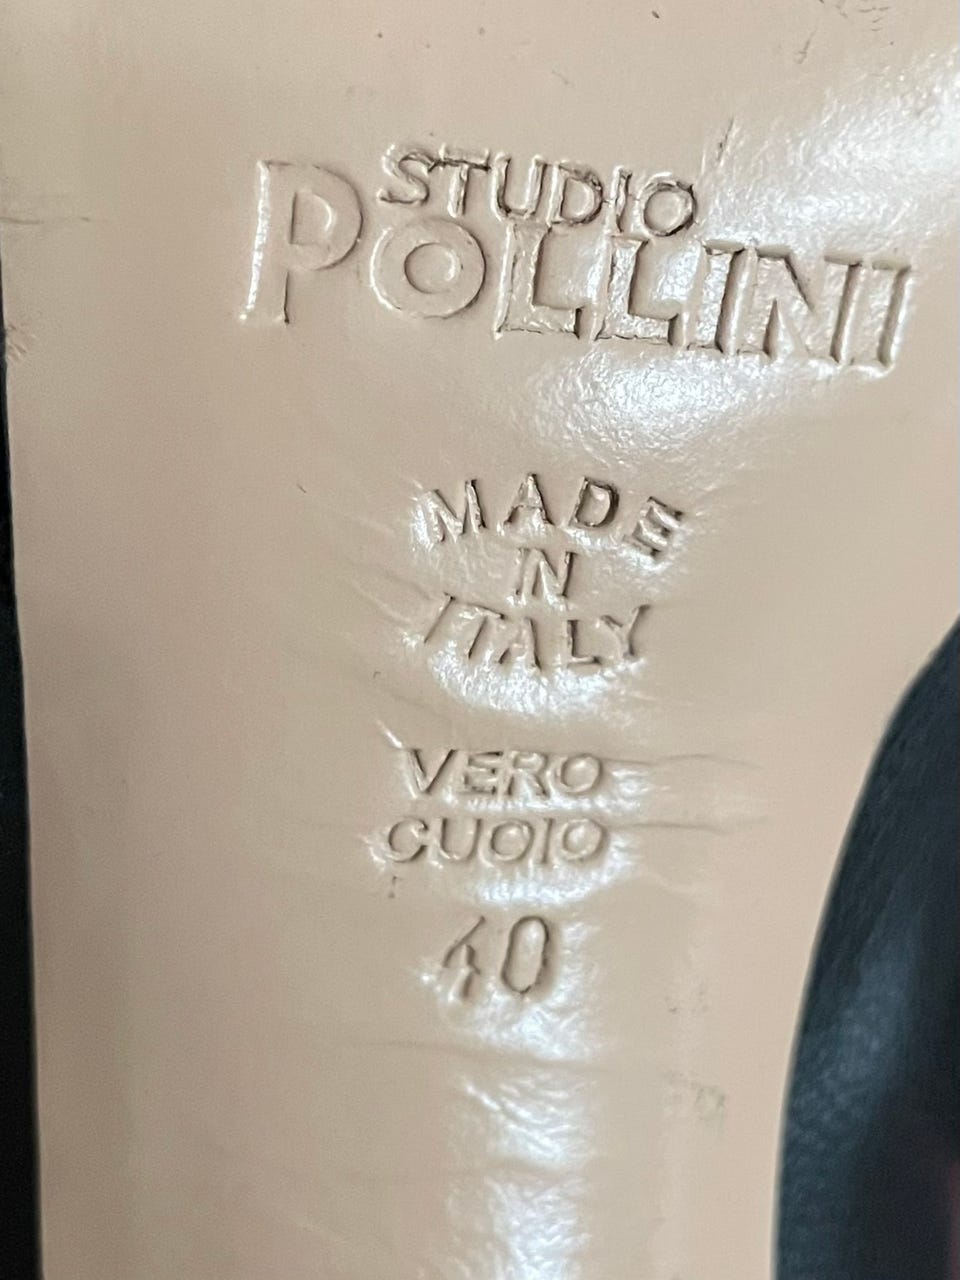 STUDIO
POLLINI
MADE
IN
ITALY
VERO
CUOIO
40